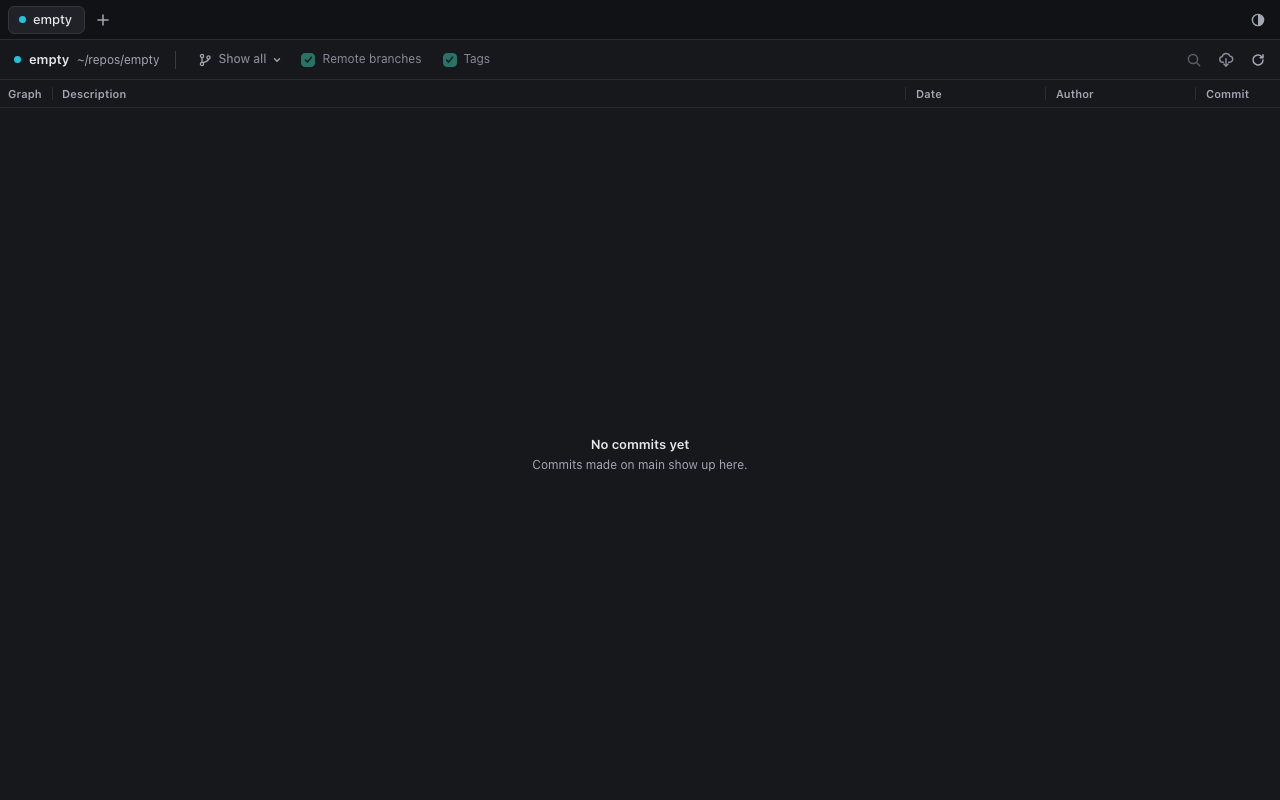 empty
empty ~/repos/empty Show all Remote branches Tags
Graph Description Date Author Commit
No commits yet
Commits made on main show up here.